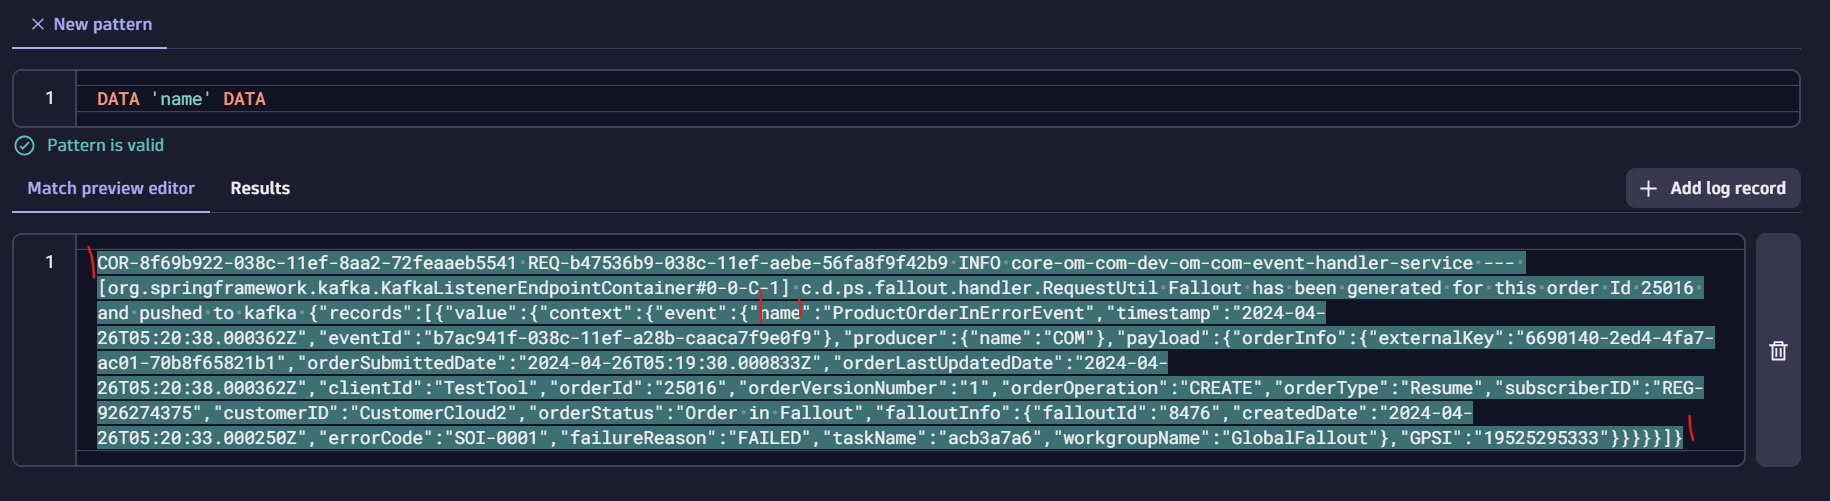 New pattern
1 DATA 'name' DATA
Pattern is valid
Match preview editor Results
Add log record
1 COR-8f69b922-038c-11ef-8aa2-72feaaeb5541 REQ-b47536b9-038c-11ef-aebe-56fa8f9f42b9 INFO core-om-com-dev-om-com-event-handler-service ---
[org.springframework.kafka.KafkaListenerEndpointContainer#0-0-C-1] c.d.ps.fallout.handler.RequestUtil Fallout has been generated for this order Id 25016
and pushed to kafka {"records":[{"value":{"context":{"event":{"name":"ProductOrderInErrorEvent","timestamp":"2024-04-
26T05:20:38.000362Z","eventId":"b7ac941f-038c-11ef-a28b-caaca7f9e0f9"},"producer":{"name":"COM"},"payload":{"orderInfo":{"externalKey":"6690140-2ed4-4fa7-
ac01-70b8f65821b1","orderSubmittedDate":"2024-04-26T05:19:30.000833Z","orderLastUpdatedDate":"2024-04-
26T05:20:38.000362Z","clientId":"TestTool","orderId":"25016","orderVersionNumber":"1","orderOperation":"CREATE","orderType":"Resume","subscriberID":"REG-
926274375","customerID":"CustomerCloud2","orderStatus":"Order in Fallout","falloutInfo":{"falloutId":"8476","createdDate":"2024-04-
26T05:20:33.000250Z","errorCode":"SOI-0001","failureReason":"FAILED","taskName":"acb3a7a6","workgroupName":"GlobalFallout"},"GPSI":"19525295333"}}}}}]}